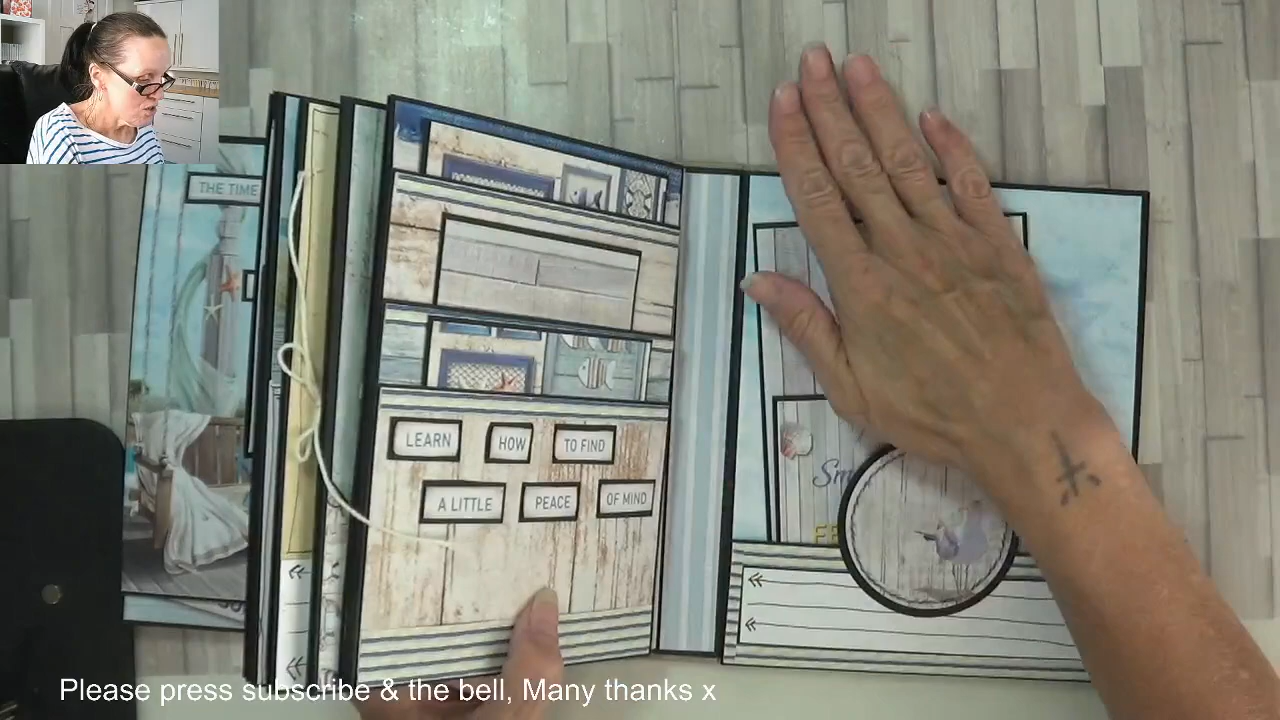 THE TIME
LEARN HOW TO FIND
A LITTLE PEACE OF MIND
Please press subscribe & the bell, Many thanks x